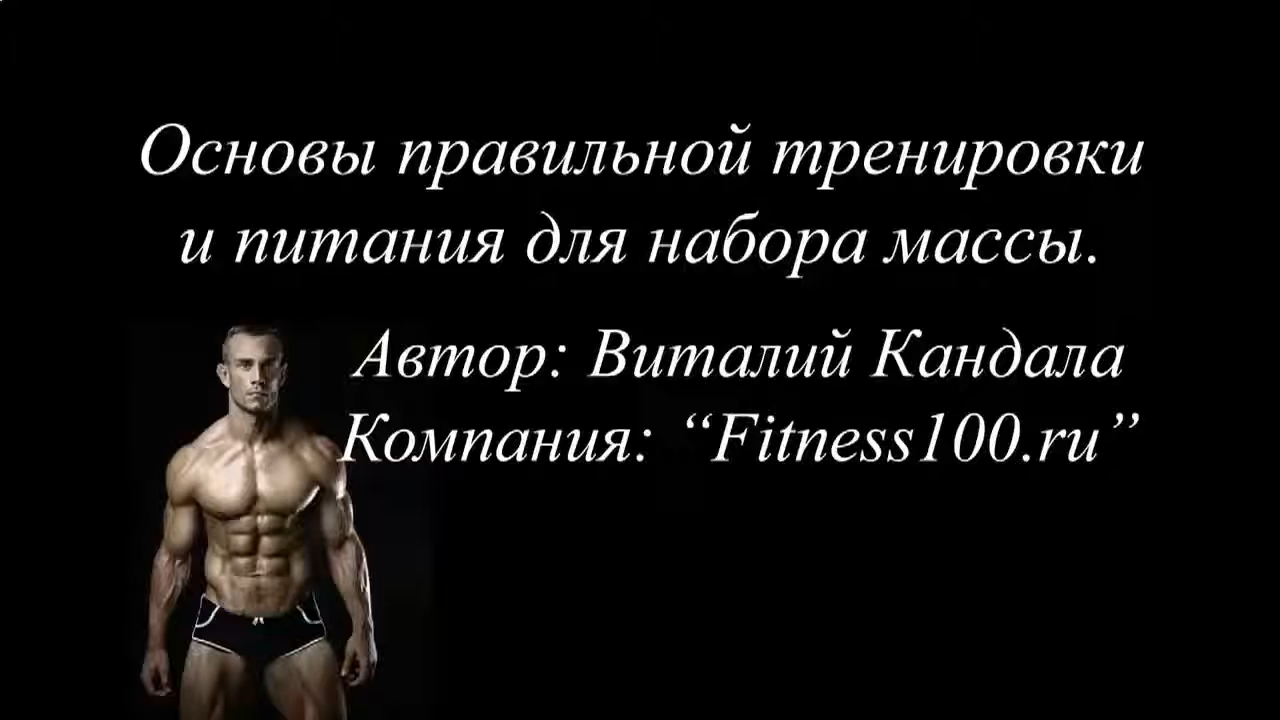 Основы правильной тренировки
и питания для набора массы.
Автор: Виталий Кандала
Компания: “Fitness100.ru”